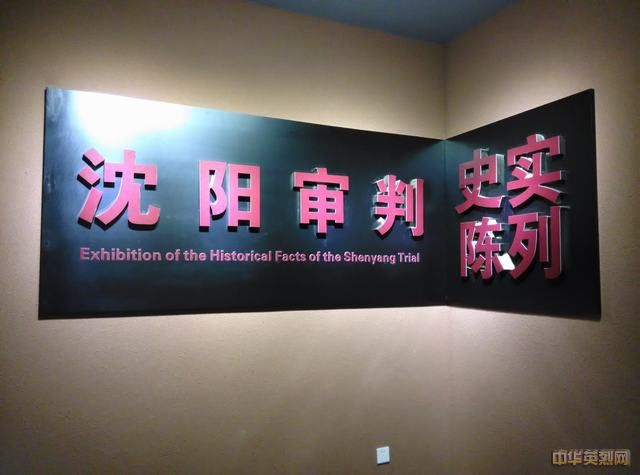 沈阳审判
史实
陈列
Exhibition of the Historical Facts of the Shenyang Trial
中华英烈网